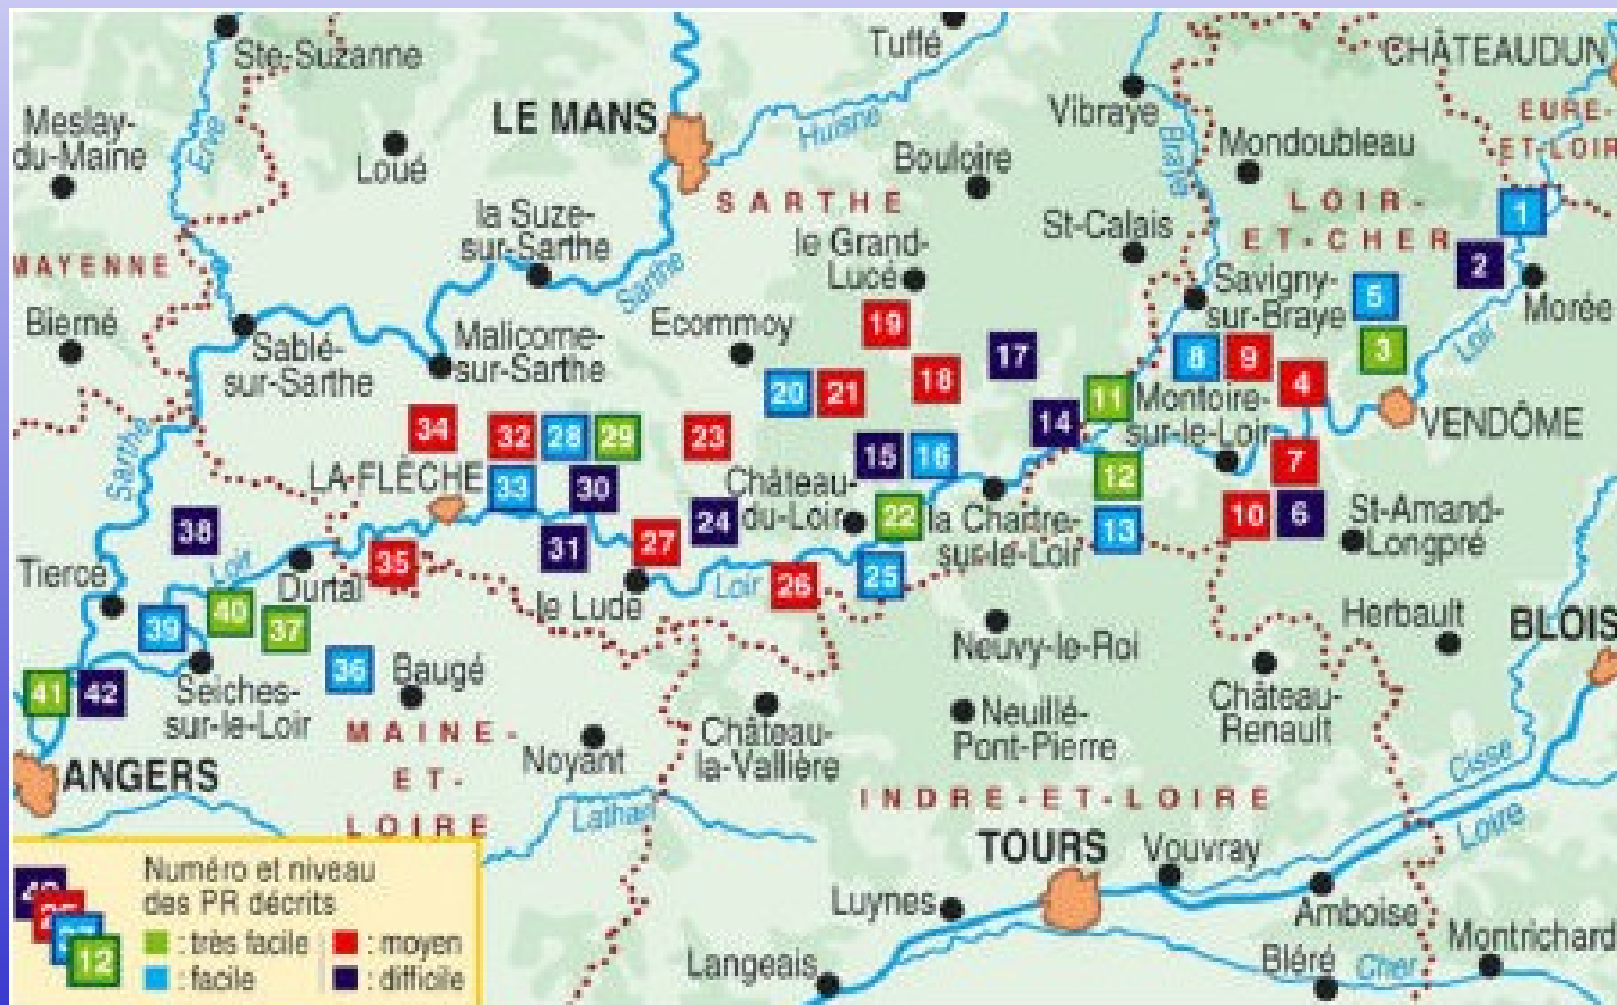 Ste-Suzanne
Tuffé
CHÂTEAUDUN
Meslay-
du-Maine
Erve
Loué
LE MANS
Huisne
Vibraye
Braye
EURE-
ET-LOIR
Bouloire
Mondoubleau
SARTHE
LOIR-
ET-CHER
1
la Suze-
sur-Sarthe
le Grand-
Lucé
St-Calais
2
MAYENNE
Sarthe
Savigny-
sur-Braye
5
Morée
Bierné
Sablé-
sur-Sarthe
Malicorne-
sur-Sarthe
Ecommoy
19
17
8
9
3
Loir
20
21
18
4
11
Montoire-
sur-le-Loir
VENDÔME
Sarthe
34
32
28
29
23
14
15
16
LA FLÈCHE
33
30
Château-
du-Loir
12
7
38
31
27
24
22
la Chartre-
sur-le-Loir
13
10
6
St-Amand-
Longpré
Tiercé
Loir
Durtal
35
le Lude
Loir
26
25
39
40
37
Neuvy-le-Roi
Herbault
BLOIS
41
42
Seiches-
sur-le-Loir
36
Baugé
Château-
la-Vallière
Neuillé-
Pont-Pierre
Château-
Renault
MAINE-
ET-
LOIRE
Noyant
ANGERS
Lathan
INDRE-ET-LOIRE
Cisse
Loire
TOURS
Vouvray
Luynes
Amboise
Langeais
Bléré
Cher
Montrichard
Numéro et niveau
des PR décrits
12
: très facile
: moyen
: facile
: difficile